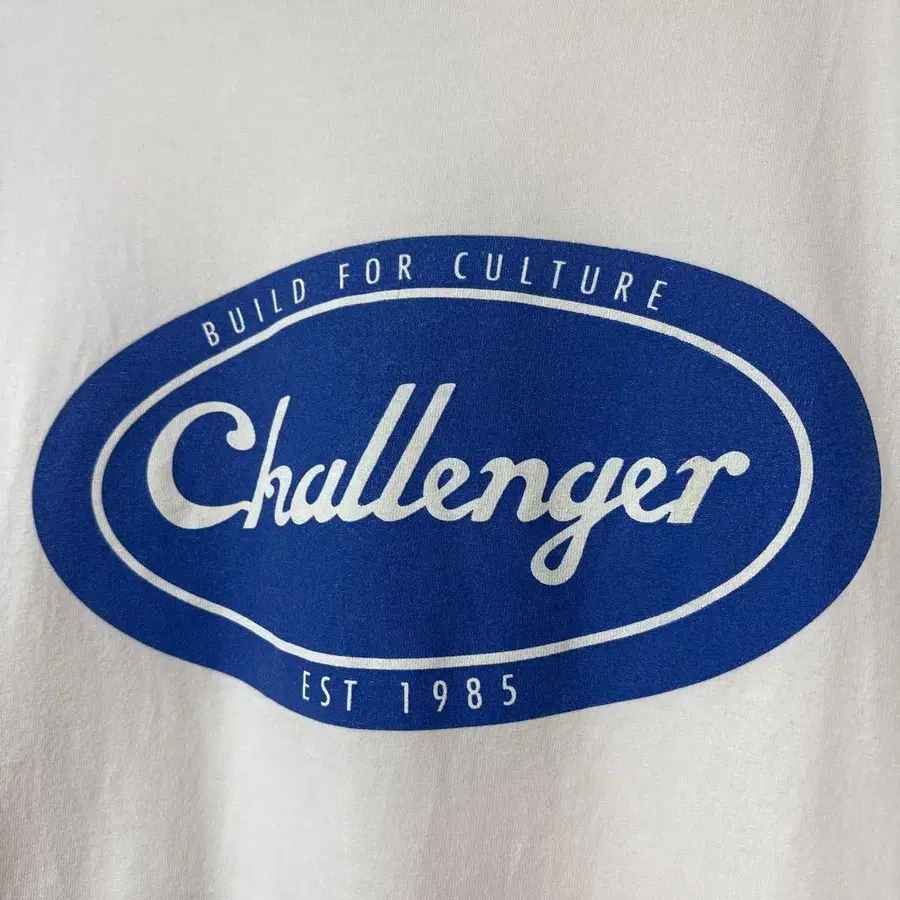 BUILD FOR CULTURE
Challenger
EST 1985